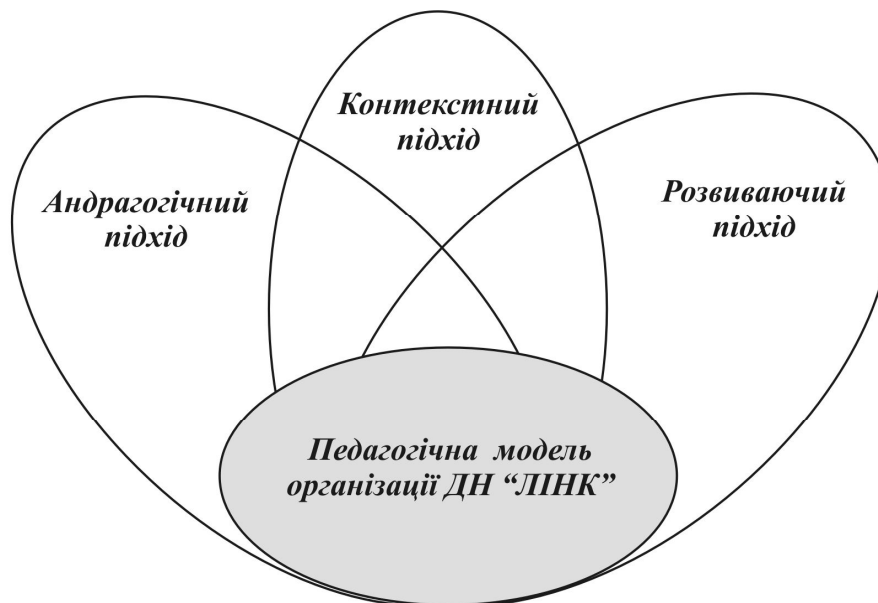 Контекстний
підхід
Андрагогічний
підхід
Розвиваючий
підхід
Педагогічна модель
організації ДН “ЛІНК”